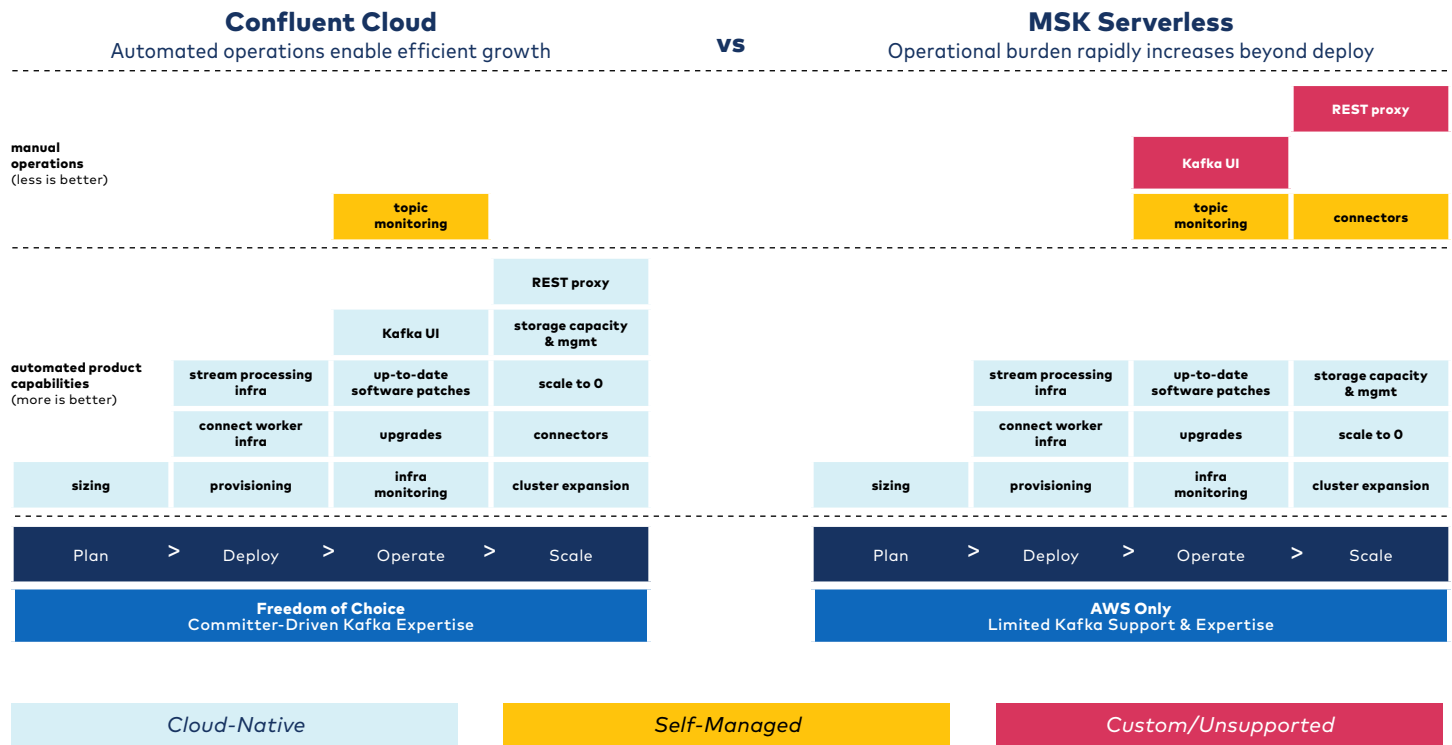 Confluent Cloud
Automated operations enable efficient growth
vs
MSK Serverless
Operational burden rapidly increases beyond deploy
manual
operations
(less is better)
topic
monitoring
REST proxy
Kafka UI
topic
monitoring
connectors
automated product
capabilities
(more is better)
REST proxy
Kafka UI
storage capacity
& mgmt
stream processing
infra
up-to-date
software patches
scale to 0
connect worker
infra
upgrades
connectors
sizing
provisioning
infra
monitoring
cluster expansion
stream processing
infra
up-to-date
software patches
storage capacity
& mgmt
connect worker
infra
upgrades
scale to 0
sizing
provisioning
infra
monitoring
cluster expansion
Plan > Deploy > Operate > Scale
Freedom of Choice
Committer-Driven Kafka Expertise
Plan > Deploy > Operate > Scale
AWS Only
Limited Kafka Support & Expertise
Cloud-Native
Self-Managed
Custom/Unsupported